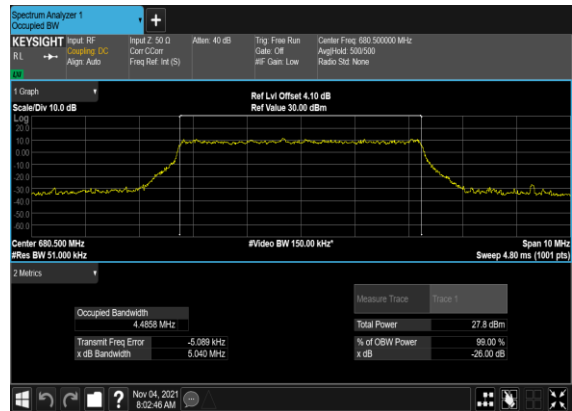 Spectrum Analyzer 1
Occupied BW
+
KEYSIGHT
RL
Input: RF
Coupling: DC
Align: Auto
Input Z: 50 Ω
Corr CCorr
Freq Ref: Int (S)
Atten: 40 dB
Trig: Free Run
Gate: Off
#IF Gain: Low
Center Freq: 680.500000 MHz
Avg|Hold: 500/500
Radio Std: None
1 Graph
Scale/Div 10.0 dB
Ref Lvl Offset 4.10 dB
Ref Value 30.00 dBm
Log
20.0
10.0
0.00
-10.0
-20.0
-30.0
-40.0
-50.0
-60.0
Center 680.500 MHz
#Res BW 51.000 kHz
#Video BW 150.00 kHz*
Span 10 MHz
Sweep 4.80 ms (1001 pts)
2 Metrics
Measure Trace Trace 1
Occupied Bandwidth
4.4858 MHz
Total Power 27.8 dBm
Transmit Freq Error -5.089 kHz
% of OBW Power 99.00 %
x dB Bandwidth 5.040 MHz
x dB -26.00 dB
?
Nov 04, 2021
8:02:46 AM